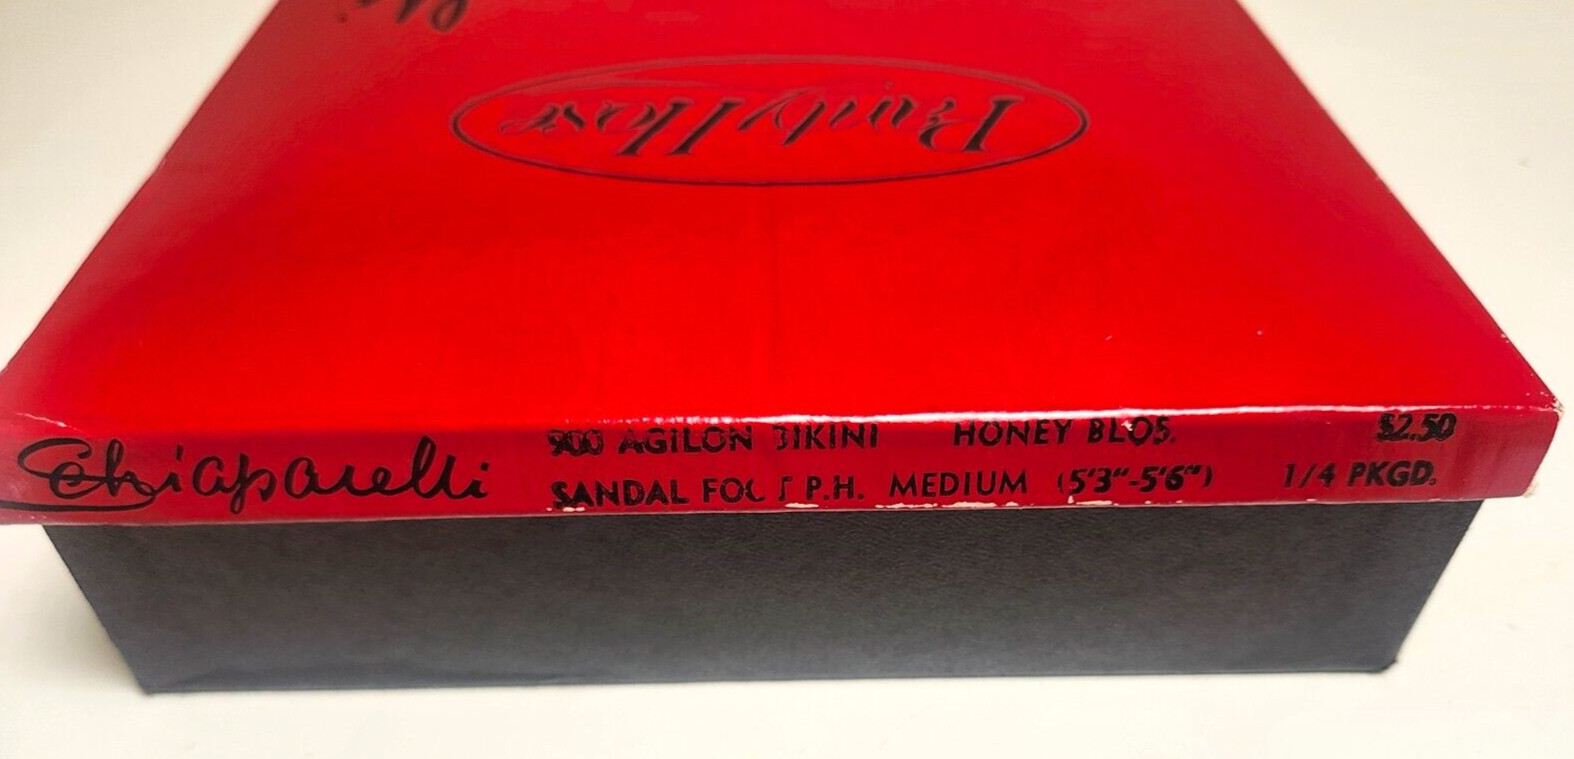 Panty Hose
Schiaparelli
900 AGILON BIKINI HONEY BLOS. $2.50
SANDAL FOOT P.H. MEDIUM (5'3"-5'6") 1/4 PKGD.